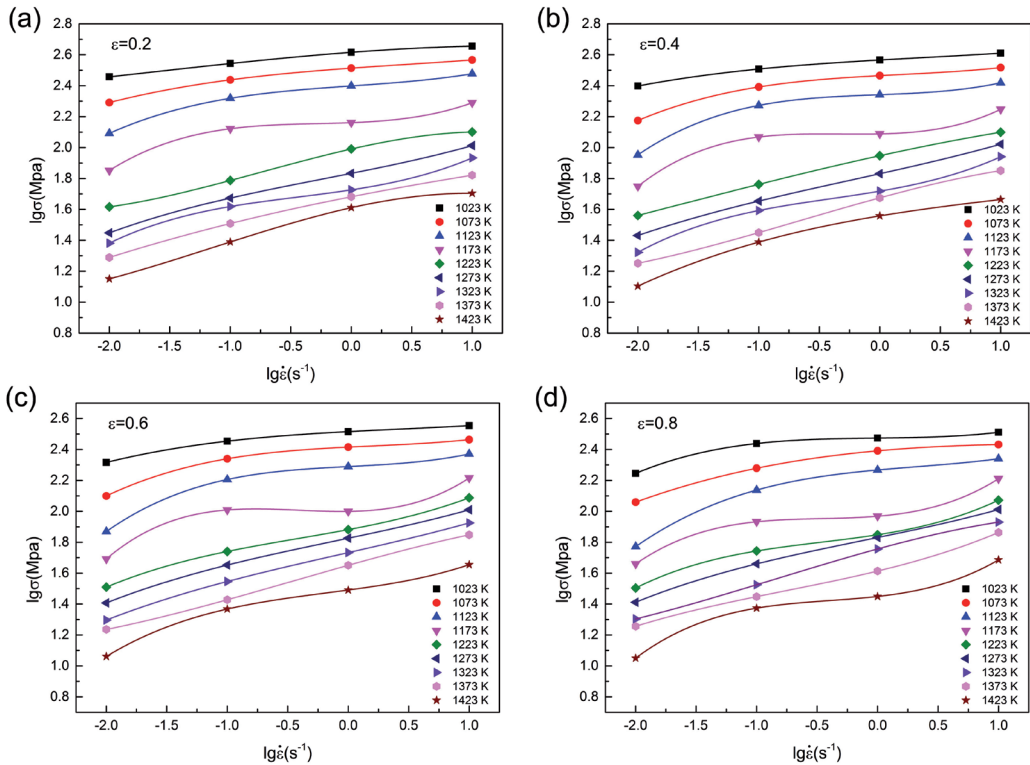 (a)
ε=0.2
lgσ(Mpa)
2.8
2.6
2.4
2.2
2.0
1.8
1.6
1.4
1.2
1.0
0.8
1023 K
1073 K
1123 K
1173 K
1223 K
1273 K
1323 K
1373 K
1423 K
-2.0 -1.5 -1.0 -0.5 0.0 0.5 1.0
lgε̇(s⁻¹)
(b)
ε=0.4
lgσ(Mpa)
2.8
2.6
2.4
2.2
2.0
1.8
1.6
1.4
1.2
1.0
0.8
1023 K
1073 K
1123 K
1173 K
1223 K
1273 K
1323 K
1373 K
1423 K
-2.0 -1.5 -1.0 -0.5 0.0 0.5 1.0
lgε̇(s⁻¹)
(c)
ε=0.6
lgσ(Mpa)
2.6
2.4
2.2
2.0
1.8
1.6
1.4
1.2
1.0
0.8
1023 K
1073 K
1123 K
1173 K
1223 K
1273 K
1323 K
1373 K
1423 K
-2.0 -1.5 -1.0 -0.5 0.0 0.5 1.0
lgε̇(s⁻¹)
(d)
ε=0.8
lgσ(Mpa)
2.6
2.4
2.2
2.0
1.8
1.6
1.4
1.2
1.0
0.8
1023 K
1073 K
1123 K
1173 K
1223 K
1273 K
1323 K
1373 K
1423 K
-2.0 -1.5 -1.0 -0.5 0.0 0.5 1.0
lgε̇(s⁻¹)